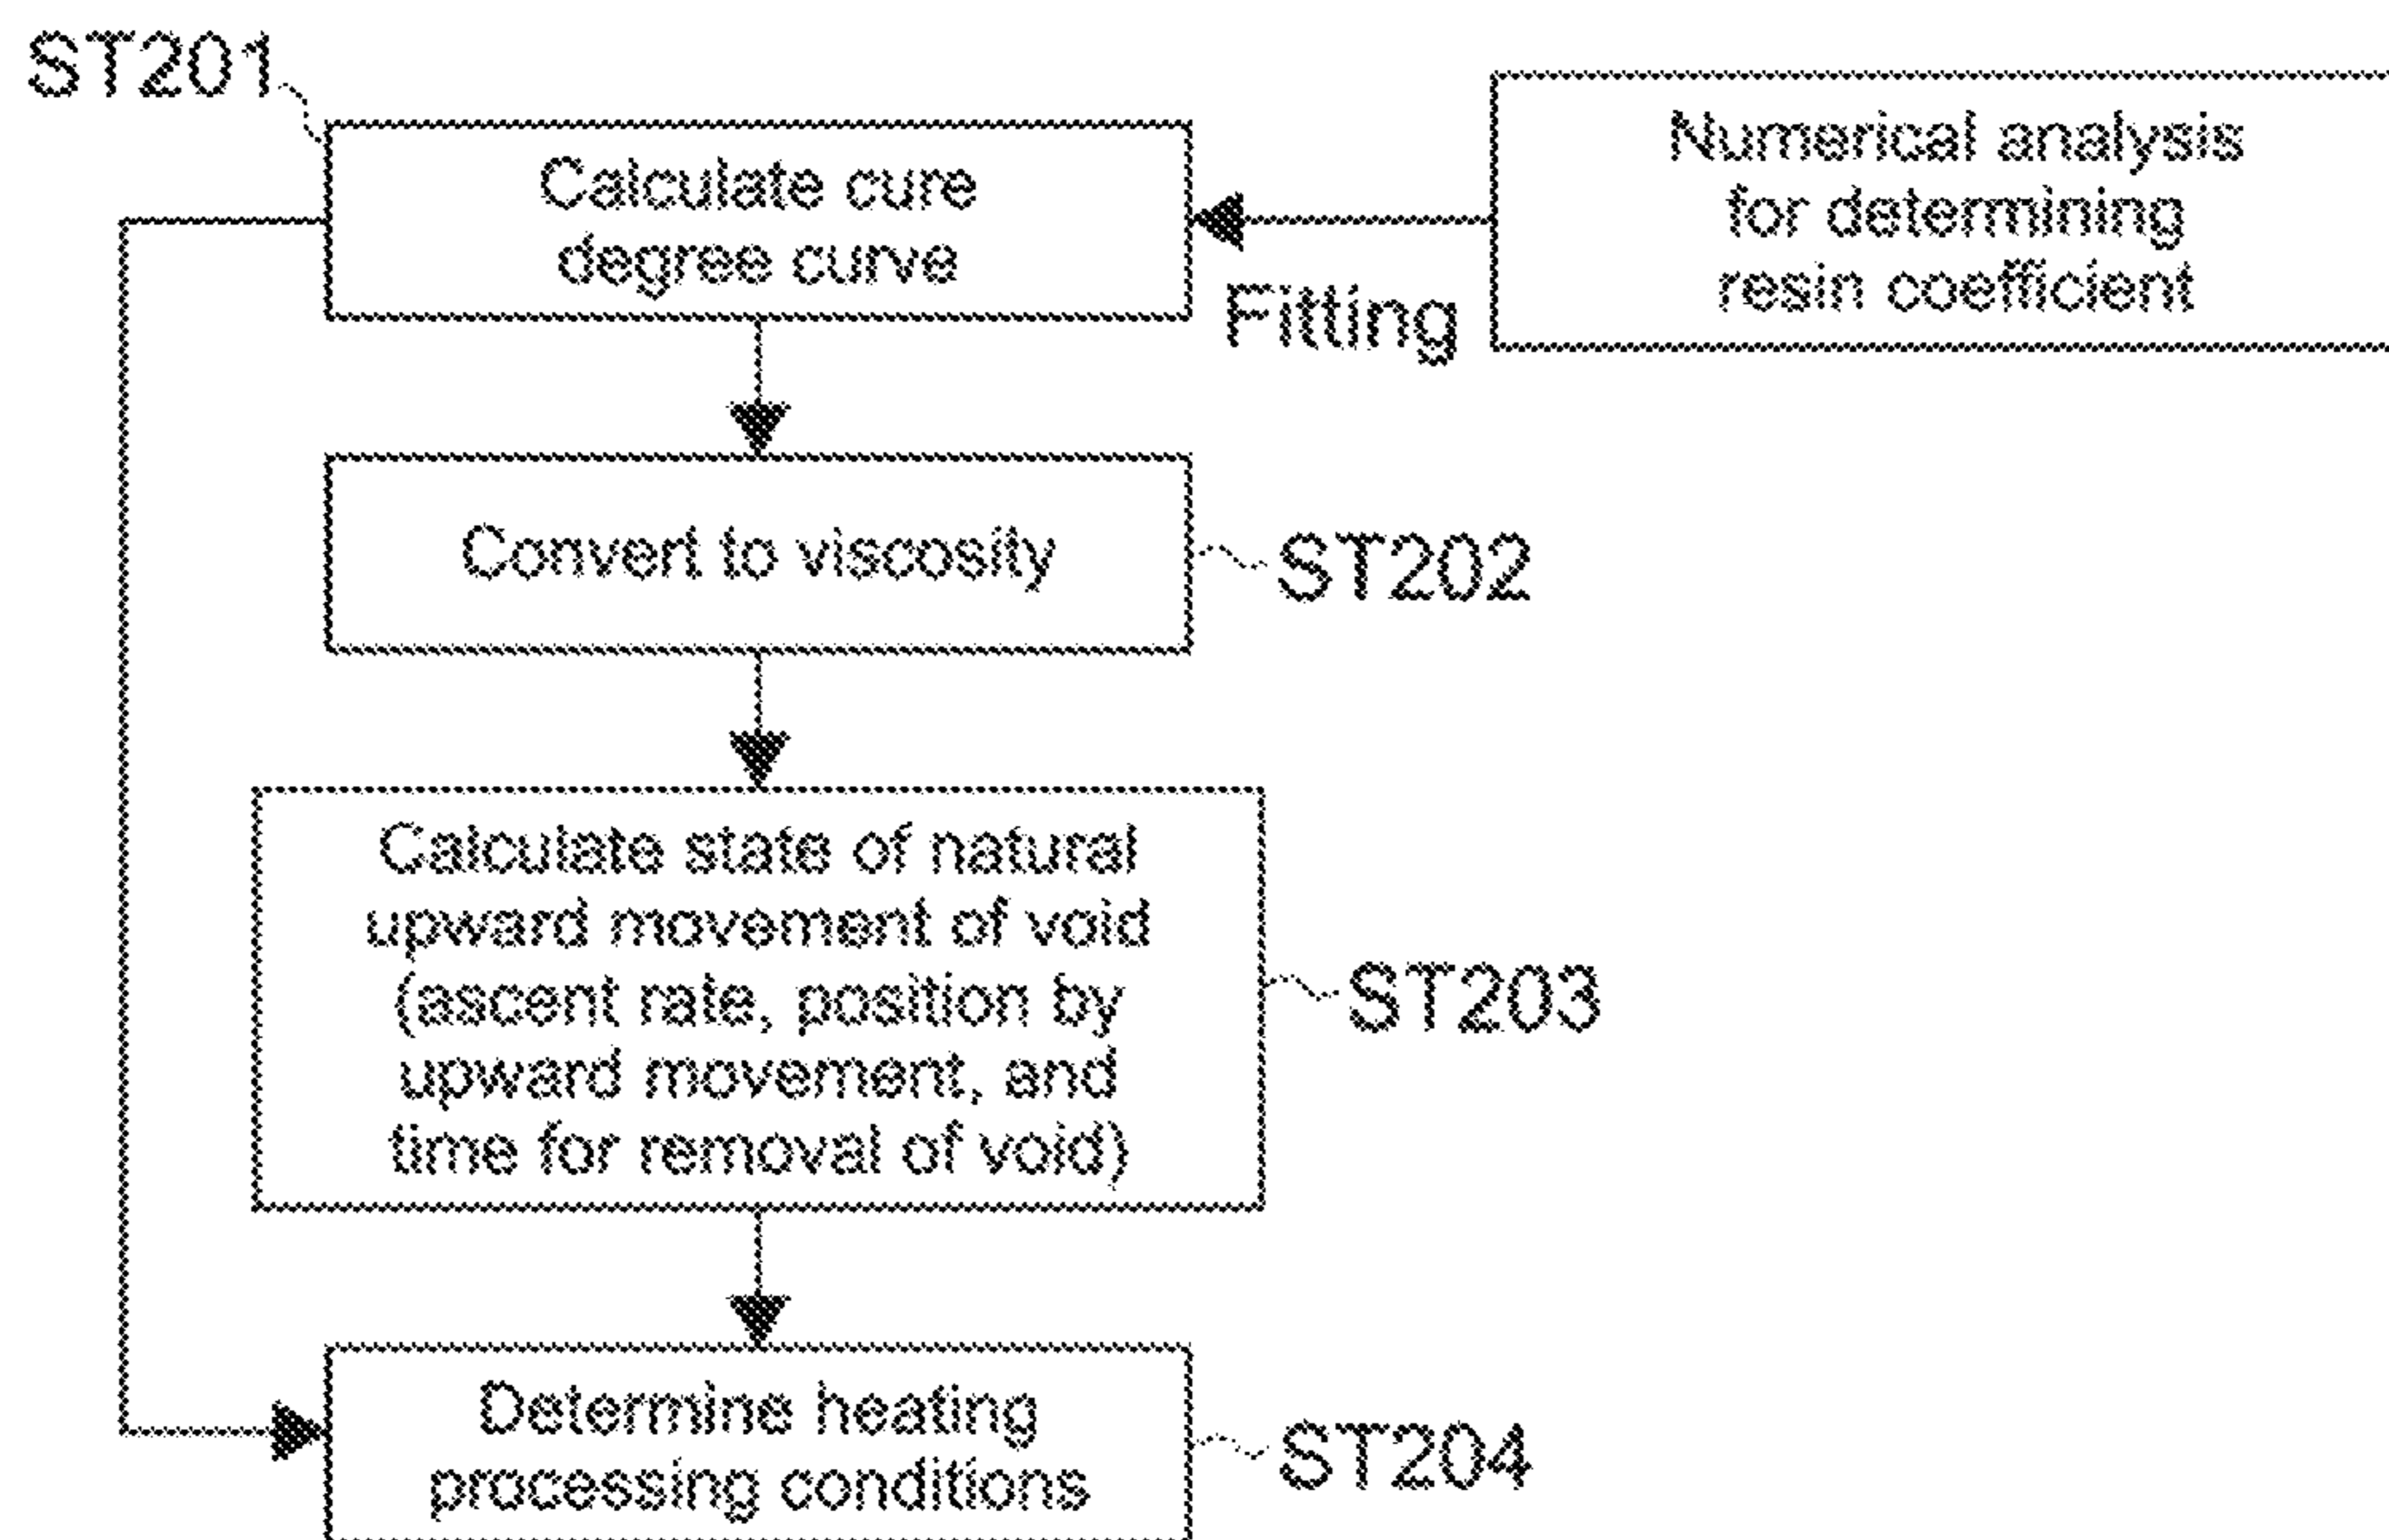 ST201
Calculate cure
degree curve
Numerical analysis
for determining
resin coefficient
Fitting
Convert to viscosity
ST202
Calculate state of natural
upward movement of void
(ascent rate, position by
upward movement, and
time for removal of void)
ST203
Determine heating
processing conditions
ST204